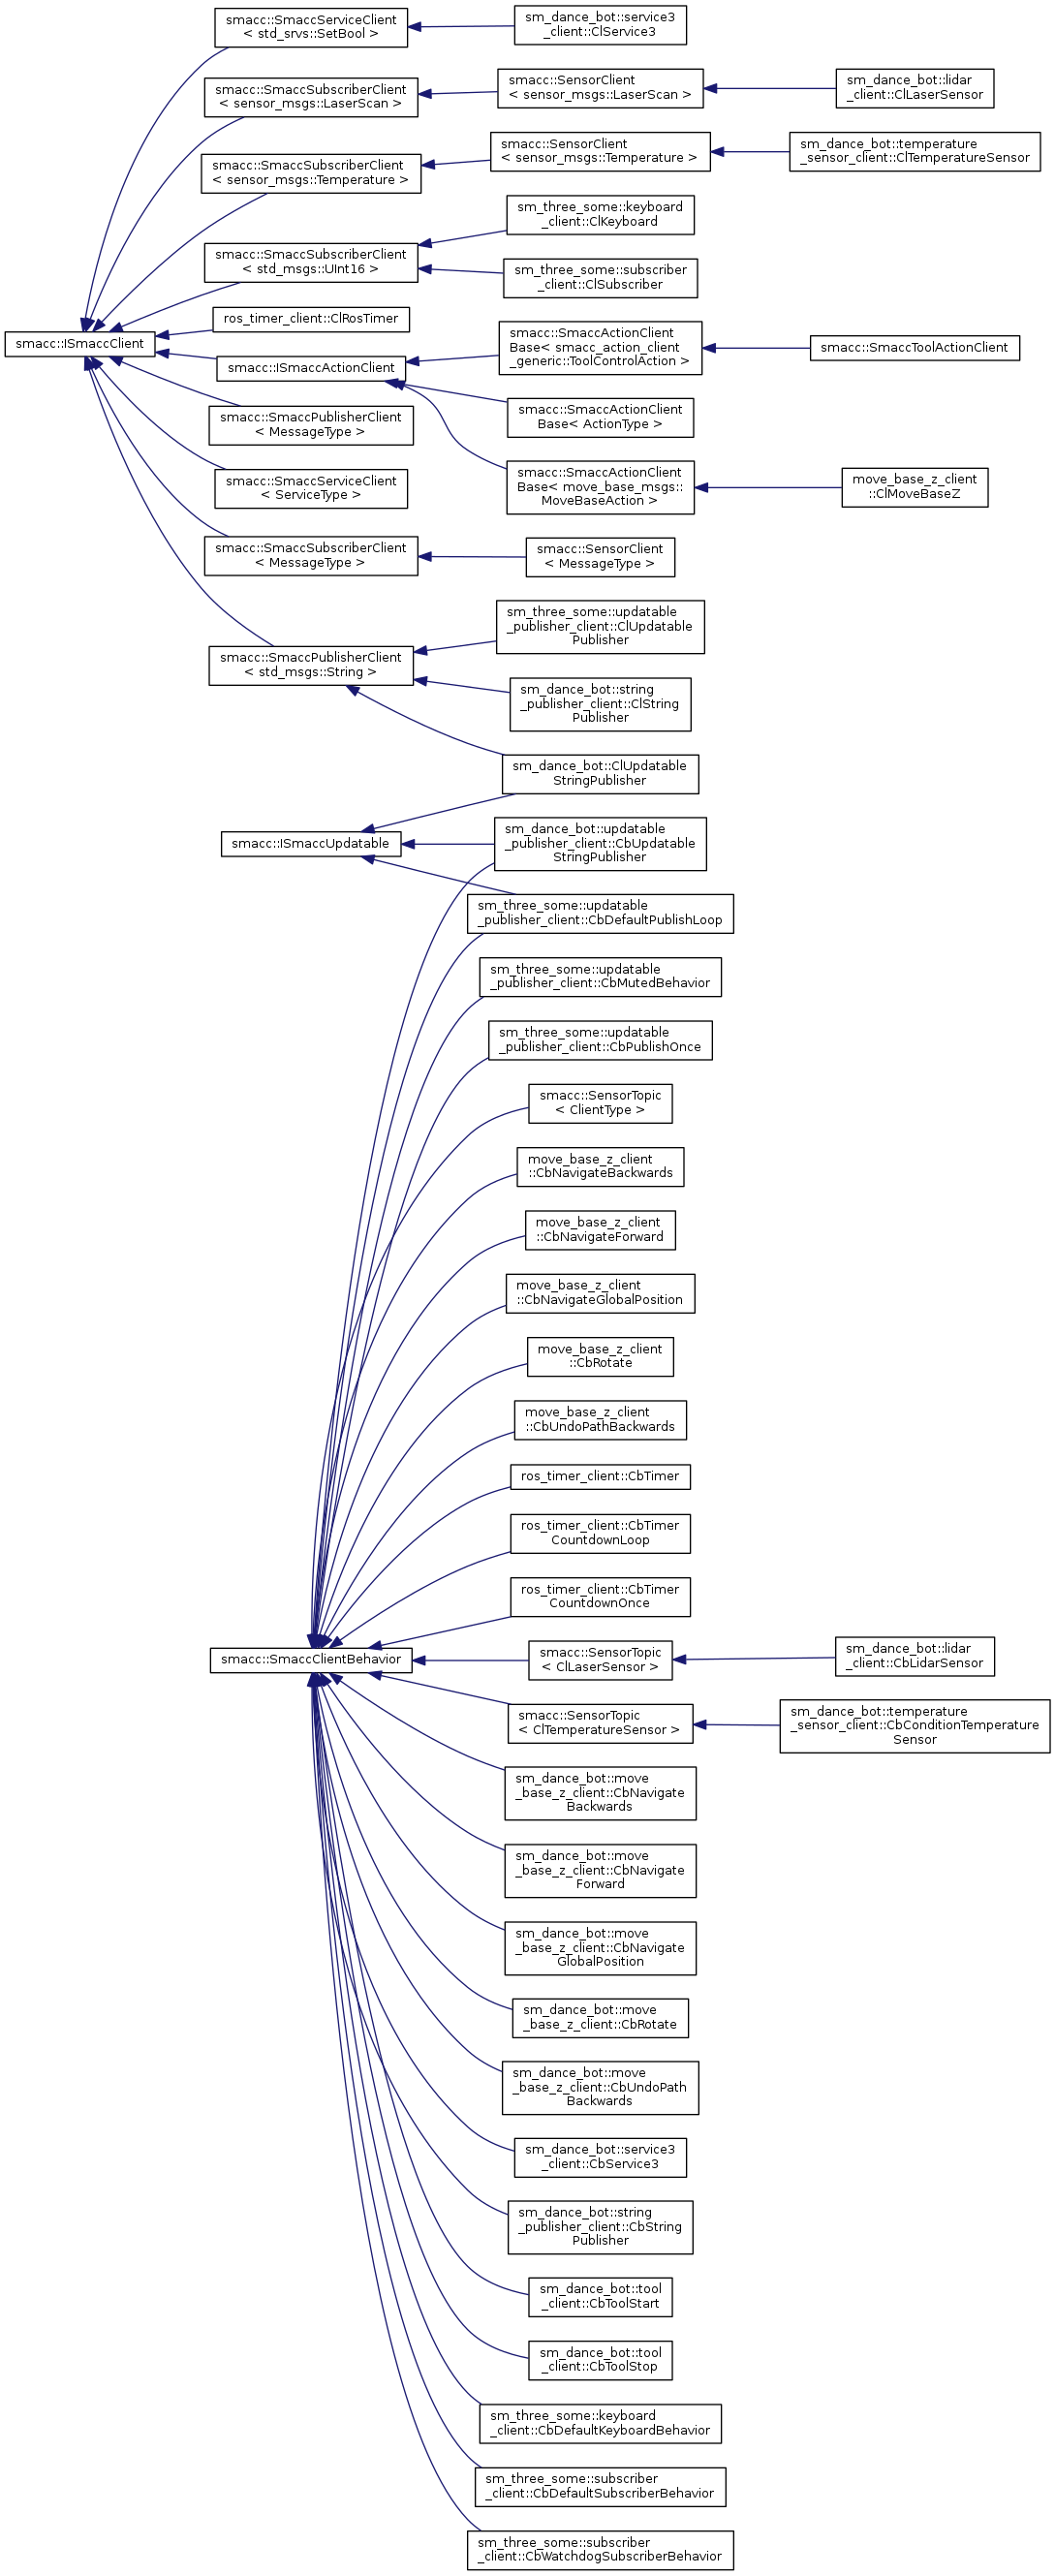 smacc::SmaccServiceClient
< std_srvs::SetBool >
sm_dance_bot::service3
_client::ClService3
smacc::SmaccSubscriberClient
< sensor_msgs::LaserScan >
smacc::SensorClient
< sensor_msgs::LaserScan >
sm_dance_bot::lidar
_client::ClLaserSensor
smacc::SmaccSubscriberClient
< sensor_msgs::Temperature >
smacc::SensorClient
< sensor_msgs::Temperature >
sm_dance_bot::temperature
_sensor_client::ClTemperatureSensor
sm_three_some::keyboard
_client::ClKeyboard
smacc::SmaccSubscriberClient
< std_msgs::UInt16 >
sm_three_some::subscriber
_client::ClSubscriber
ros_timer_client::ClRosTimer
smacc::ISmaccClient
smacc::ISmaccActionClient
smacc::SmaccActionClient
Base< smacc_action_client
_generic::ToolControlAction >
smacc::SmaccToolActionClient
smacc::SmaccPublisherClient
< MessageType >
smacc::SmaccActionClient
Base< ActionType >
smacc::SmaccServiceClient
< ServiceType >
smacc::SmaccActionClient
Base< move_base_msgs::
MoveBaseAction >
move_base_z_client
::ClMoveBaseZ
smacc::SmaccSubscriberClient
< MessageType >
smacc::SensorClient
< MessageType >
sm_three_some::updatable
_publisher_client::ClUpdatable
Publisher
smacc::SmaccPublisherClient
< std_msgs::String >
sm_dance_bot::string
_publisher_client::ClString
Publisher
sm_dance_bot::ClUpdatable
StringPublisher
smacc::ISmaccUpdatable
sm_dance_bot::updatable
_publisher_client::CbUpdatable
StringPublisher
sm_three_some::updatable
_publisher_client::CbDefaultPublishLoop
sm_three_some::updatable
_publisher_client::CbMutedBehavior
sm_three_some::updatable
_publisher_client::CbPublishOnce
smacc::SensorTopic
< ClientType >
move_base_z_client
::CbNavigateBackwards
move_base_z_client
::CbNavigateForward
move_base_z_client
::CbNavigateGlobalPosition
move_base_z_client
::CbRotate
move_base_z_client
::CbUndoPathBackwards
ros_timer_client::CbTimer
ros_timer_client::CbTimer
CountdownLoop
ros_timer_client::CbTimer
CountdownOnce
smacc::SmaccClientBehavior
smacc::SensorTopic
< ClLaserSensor >
sm_dance_bot::lidar
_client::CbLidarSensor
smacc::SensorTopic
< ClTemperatureSensor >
sm_dance_bot::temperature
_sensor_client::CbConditionTemperature
Sensor
sm_dance_bot::move
_base_z_client::CbNavigate
Backwards
sm_dance_bot::move
_base_z_client::CbNavigate
Forward
sm_dance_bot::move
_base_z_client::CbNavigate
GlobalPosition
sm_dance_bot::move
_base_z_client::CbRotate
sm_dance_bot::move
_base_z_client::CbUndoPath
Backwards
sm_dance_bot::service3
_client::CbService3
sm_dance_bot::string
_publisher_client::CbString
Publisher
sm_dance_bot::tool
_client::CbToolStart
sm_dance_bot::tool
_client::CbToolStop
sm_three_some::keyboard
_client::CbDefaultKeyboardBehavior
sm_three_some::subscriber
_client::CbDefaultSubscriberBehavior
sm_three_some::subscriber
_client::CbWatchdogSubscriberBehavior